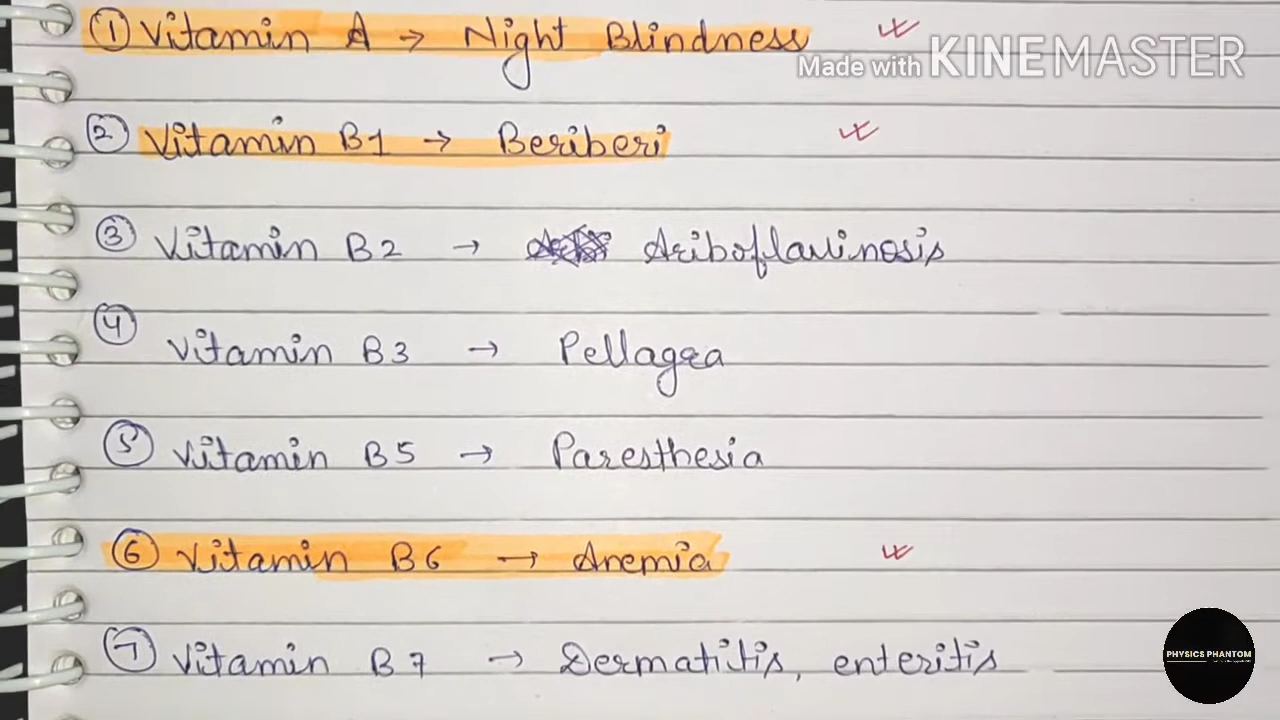 ① Vitamin A → Night Blindness
Made with KINEMASTER
② Vitamin B1 → Beriberi
③ Vitamin B2 → Ariboflavinosis
④ Vitamin B3 → Pellagra
⑤ Vitamin B5 → Paresthesia
⑥ Vitamin B6 → Anemia
⑦ Vitamin B7 → Dermatitis, enteritis
PHYSICS PHANTOM